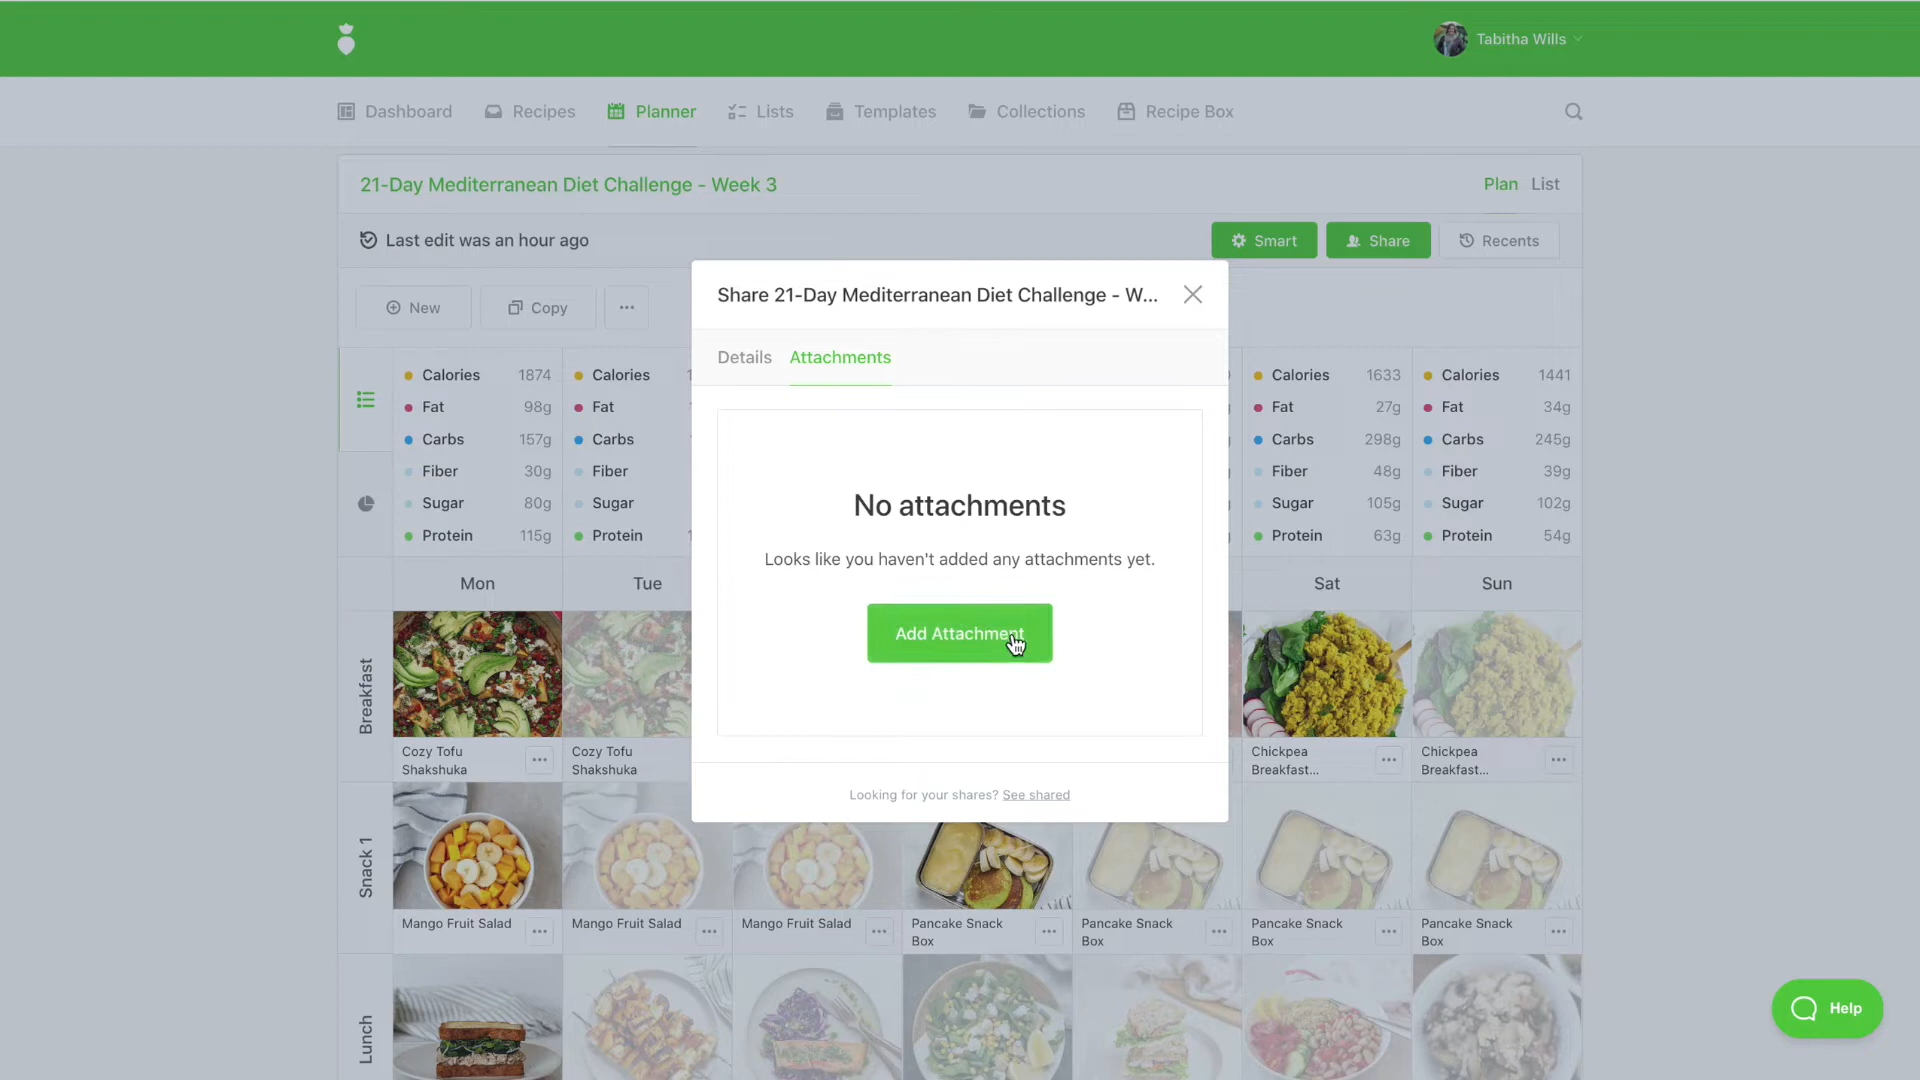 Tabitha Wills
Dashboard Recipes Planner Lists Templates Collections Recipe Box
21-Day Mediterranean Diet Challenge - Week 3
Plan List
Last edit was an hour ago
Smart Share Recents
New Copy
Share 21-Day Mediterranean Diet Challenge - W...
Details Attachments
No attachments
Looks like you haven't added any attachments yet.
Add Attachment
Looking for your shares? See shared
Calories 1874
Fat 98g
Carbs 157g
Fiber 30g
Sugar 80g
Protein 115g
Calories
Fat
Carbs
Fiber
Sugar
Protein
Calories 1633
Fat 27g
Carbs 298g
Fiber 48g
Sugar 105g
Protein 63g
Calories 1441
Fat 34g
Carbs 245g
Fiber 39g
Sugar 102g
Protein 54g
Mon Tue Sat Sun
Breakfast
Cozy Tofu
Shakshuka
Cozy Tofu
Shakshuka
Chickpea
Breakfast...
Chickpea
Breakfast...
Snack 1
Mango Fruit Salad
Mango Fruit Salad
Mango Fruit Salad
Pancake Snack
Box
Pancake Snack
Box
Pancake Snack
Box
Pancake Snack
Box
Lunch
Help